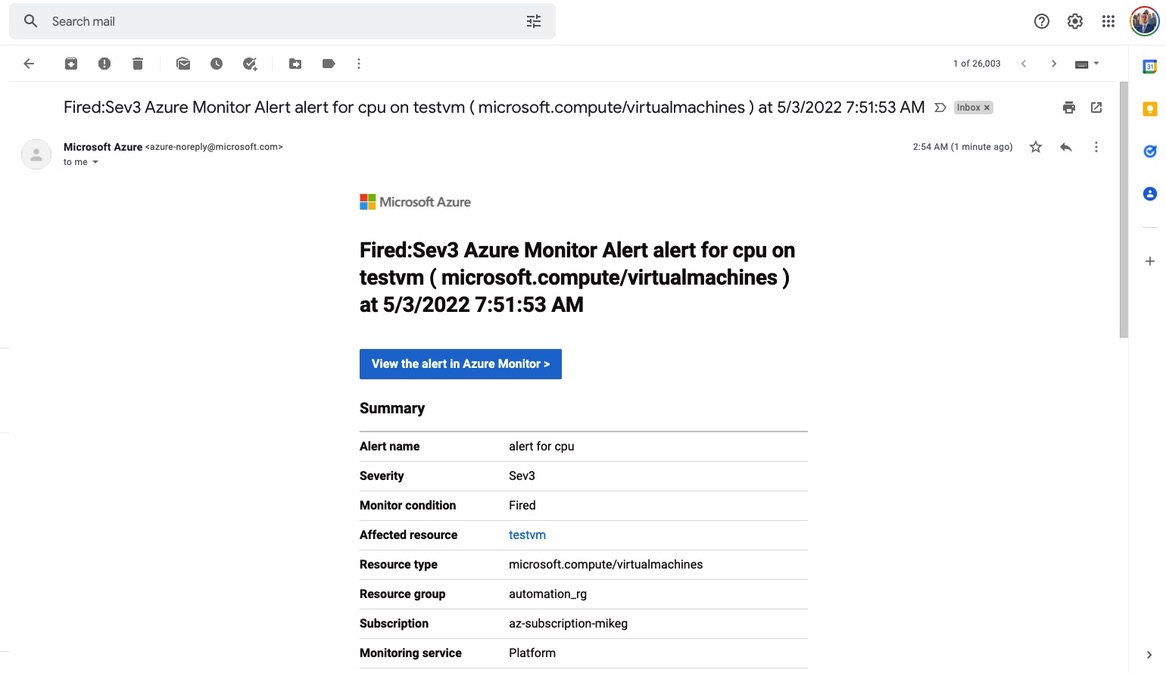 Search mail
1 of 26,003
Fired:Sev3 Azure Monitor Alert alert for cpu on testvm ( microsoft.compute/virtualmachines ) at 5/3/2022 7:51:53 AM
Inbox
Microsoft Azure <azure-noreply@microsoft.com>
2:54 AM (1 minute ago)
to me
Microsoft Azure
Fired:Sev3 Azure Monitor Alert alert for cpu on
testvm ( microsoft.compute/virtualmachines )
at 5/3/2022 7:51:53 AM
View the alert in Azure Monitor >
Summary
Alert name alert for cpu
Severity Sev3
Monitor condition Fired
Affected resource testvm
Resource type microsoft.compute/virtualmachines
Resource group automation_rg
Subscription az-subscription-mikeg
Monitoring service Platform
31